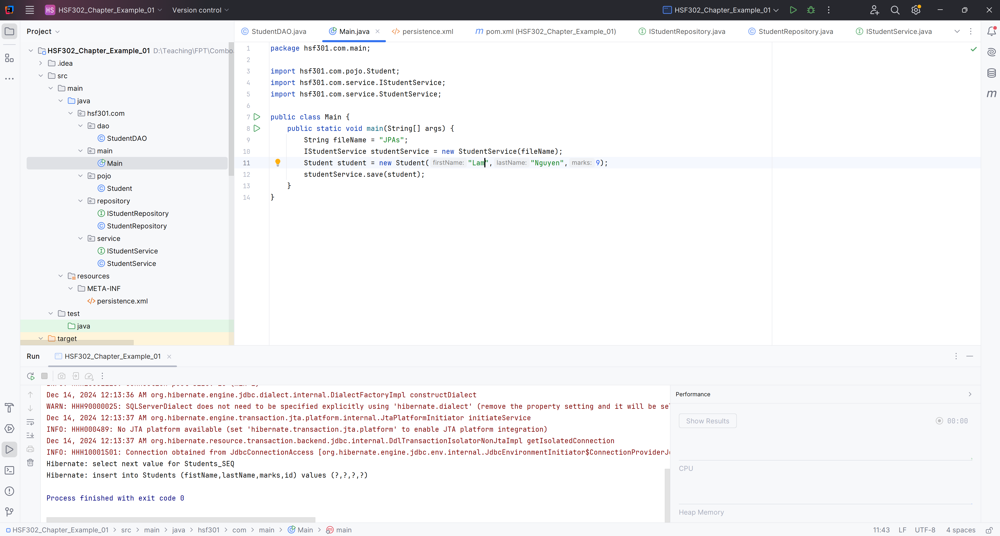 HS HSF302_Chapter_Example_01 Version control HSF302_Chapter_Example_01
Project
StudentDAO.java Main.java persistence.xml pom.xml (HSF302_Chapter_Example_01) IStudentRepository.java StudentRepository.java IStudentService.java
HSF302_Chapter_Example_01 D:\Teaching\FPT\Combo
.idea
src
main
java
hsf301.com
dao
StudentDAO
main
Main
pojo
Student
repository
IStudentRepository
StudentRepository
service
IStudentService
StudentService
resources
META-INF
persistence.xml
test
java
target
1 package hsf301.com.main;
2
3 import hsf301.com.pojo.Student;
4 import hsf301.com.service.IStudentService;
5 import hsf301.com.service.StudentService;
6
7 public class Main {
8 public static void main(String[] args) {
9 String fileName = "JPAs";
10 IStudentService studentService = new StudentService(fileName);
11 Student student = new Student( firstName: "Lam", lastName: "Nguyen", marks: 9);
12 studentService.save(student);
13 }
14 }
Run HSF302_Chapter_Example_01
Dec 14, 2024 12:13:36 AM org.hibernate.engine.jdbc.dialect.internal.DialectFactoryImpl constructDialect
WARN: HHH90000025: SQLServerDialect does not need to be specified explicitly using 'hibernate.dialect' (remove the property setting and it will be se
Dec 14, 2024 12:13:37 AM org.hibernate.engine.transaction.jta.platform.internal.JtaPlatformInitiator initiateService
INFO: HHH000489: No JTA platform available (set 'hibernate.transaction.jta.platform' to enable JTA platform integration)
Dec 14, 2024 12:13:37 AM org.hibernate.resource.transaction.backend.jdbc.internal.DdlTransactionIsolatorNonJtaImpl getIsolatedConnection
INFO: HHH10001501: Connection obtained from JdbcConnectionAccess [org.hibernate.engine.jdbc.env.internal.JdbcEnvironmentInitiator$ConnectionProviderJ
Hibernate: select next value for Students_SEQ
Hibernate: insert into Students (fistName,lastName,marks,id) values (?,?,?,?)
Process finished with exit code 0
Performance
Show Results 00:00
CPU
Heap Memory
HSF302_Chapter_Example_01 > src > main > java > hsf301 > com > main > Main > main 11:43 LF UTF-8 4 spaces